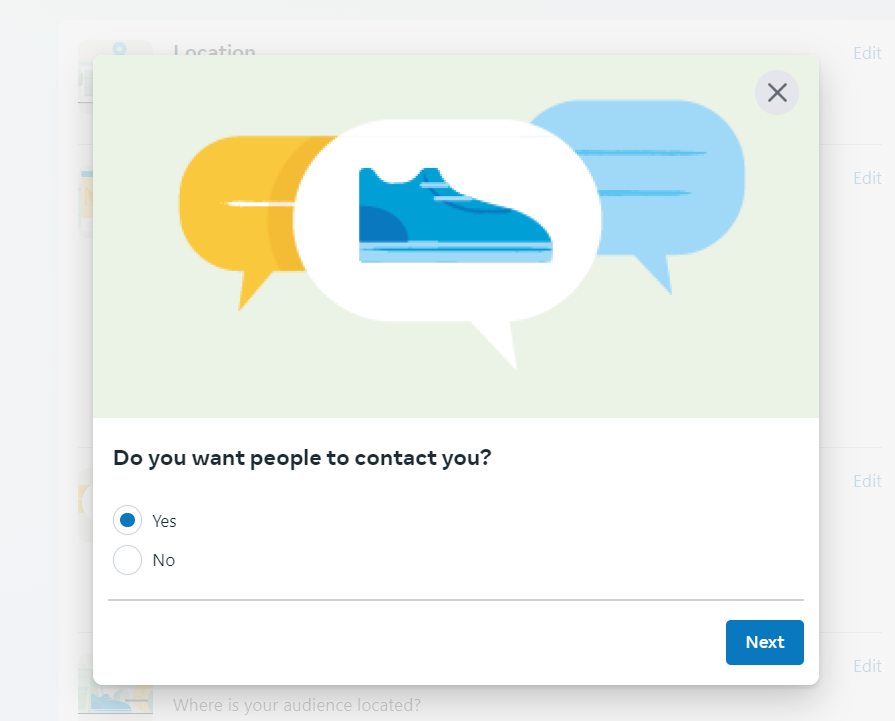 Location
Edit
Edit
Do you want people to contact you?
Edit
Yes
No
Next
Edit
Where is your audience located?